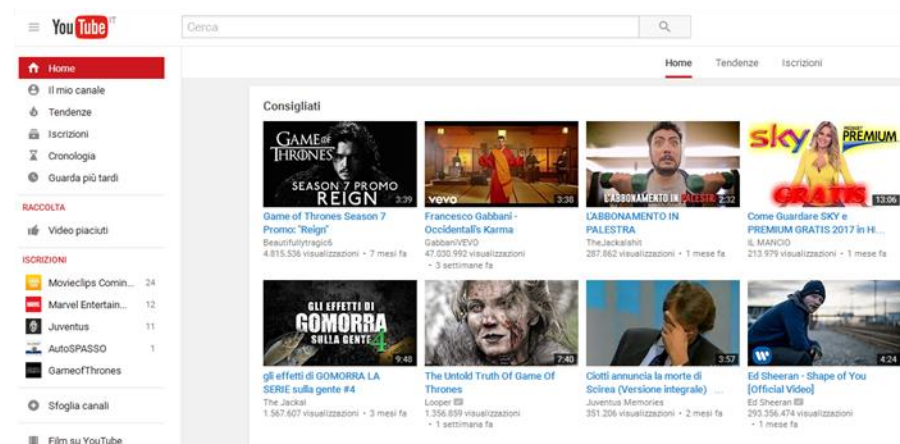 YouTube IT
Cerca
Home
Il mio canale
Tendenze
Iscrizioni
Cronologia
Guarda più tardi
RACCOLTA
Video piaciuti
ISCRIZIONI
Movieclips Comin... 24
Marvel Entertain... 12
Juventus 11
AutoSPASSO 1
GameofThrones
Sfoglia canali
Film su YouTube
Home Tendenze Iscrizioni
Consigliati
GAME OF
THRONES
SEASON 7 PROMO
REIGN
3:39
Game of Thrones Season 7
Promo: "Reign"
Beautifullytragic6
4.815.536 visualizzazioni • 7 mesi fa
vevo
3:38
Francesco Gabbani -
Occidentali's Karma
GabbaniVEVO
47.030.992 visualizzazioni
• 3 settimane fa
L'ABBONAMENTO IN PALESTRA
2:32
L'ABBONAMENTO IN
PALESTRA
TheJackalshit
287.862 visualizzazioni • 1 mese fa
sky
PREMIUM
GRATIS
13:06
Come Guardare SKY e
PREMIUM GRATIS 2017 in H...
IL MANCIO
213.979 visualizzazioni • 1 mese fa
GLI EFFETTI DI
GOMORRA
SULLA GENTE 4
9:48
gli effetti di GOMORRA LA
SERIE sulla gente #4
The Jackal
1.567.607 visualizzazioni • 3 mesi fa
7:40
The Untold Truth Of Game Of
Thrones
Looper
1.356.859 visualizzazioni
• 1 settimana fa
3:57
Ciotti annuncia la morte di
Scirea (Versione integrale) ...
Juventus Memories
351.206 visualizzazioni • 2 mesi fa
W
4:24
Ed Sheeran - Shape of You
[Official Video]
Ed Sheeran
293.356.474 visualizzazioni
• 1 mese fa